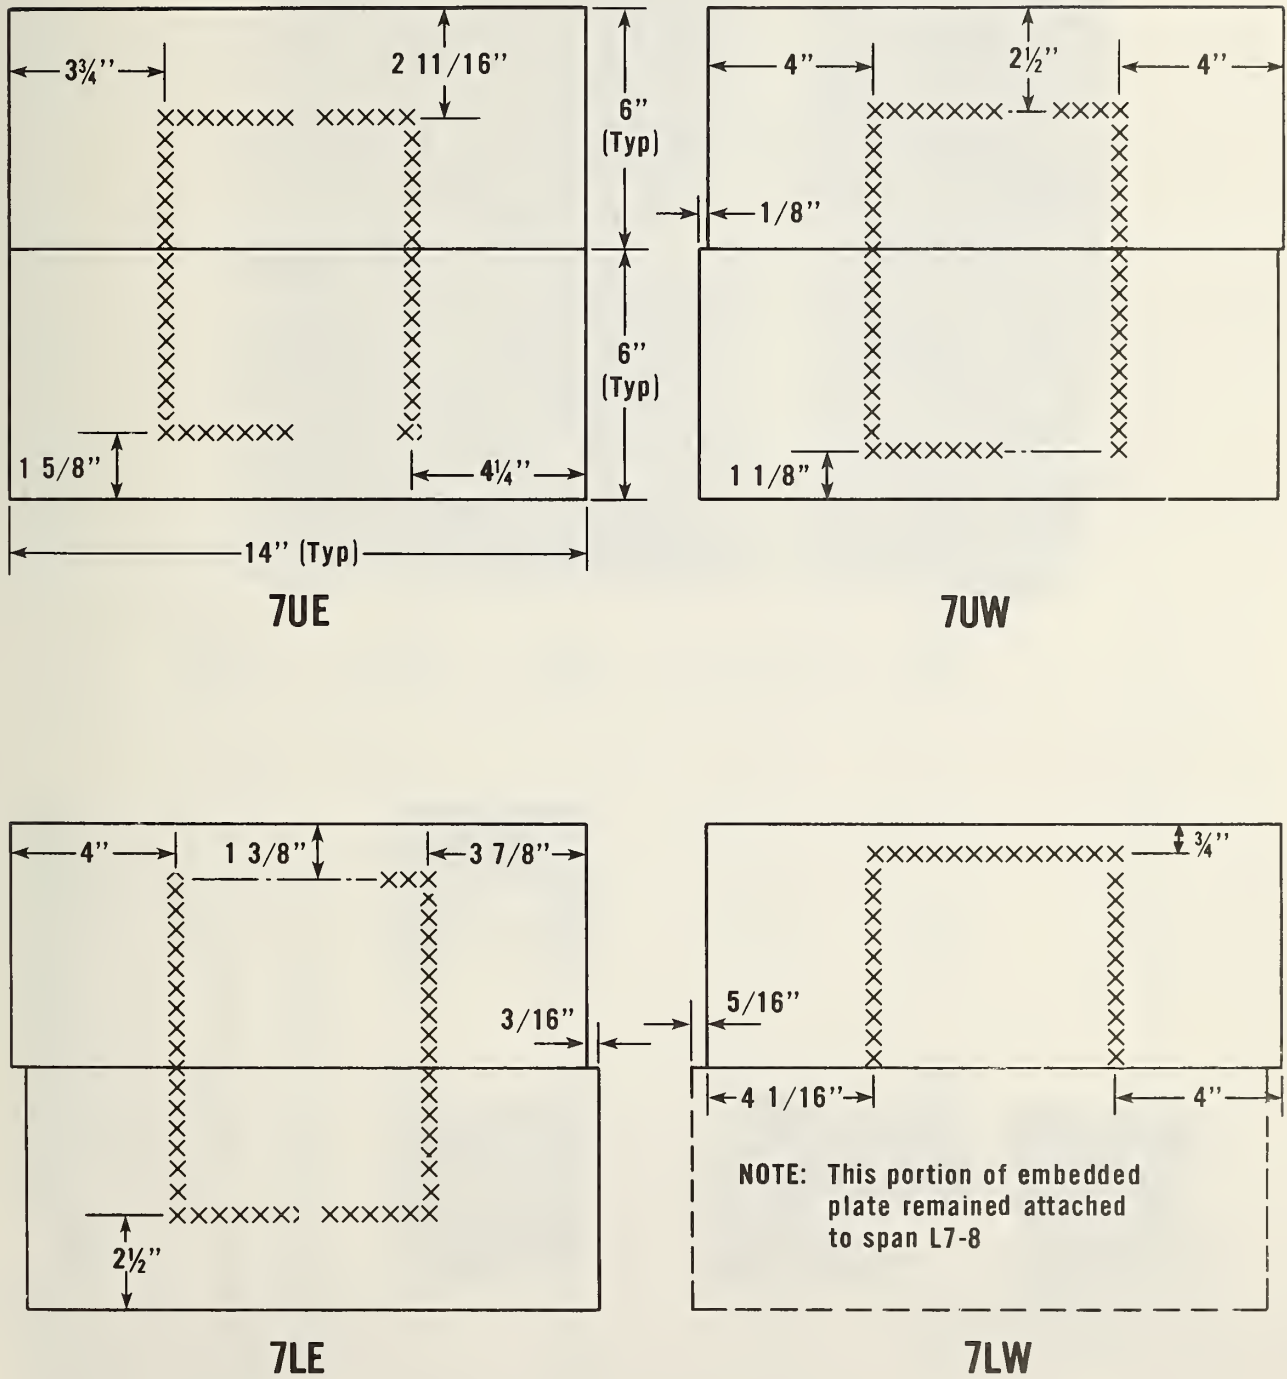 3¾"
2 11/16"
6"
(Typ)
6"
(Typ)
1 5/8"
4¼"
14" (Typ)
7UE
4"
2½"
4"
1/8"
1 1/8"
7UW
4"
1 3/8"
3 7/8"
3/16"
2½"
7LE
¾"
5/16"
4 1/16"
4"
NOTE: This portion of embedded
plate remained attached
to span L7-8
7LW